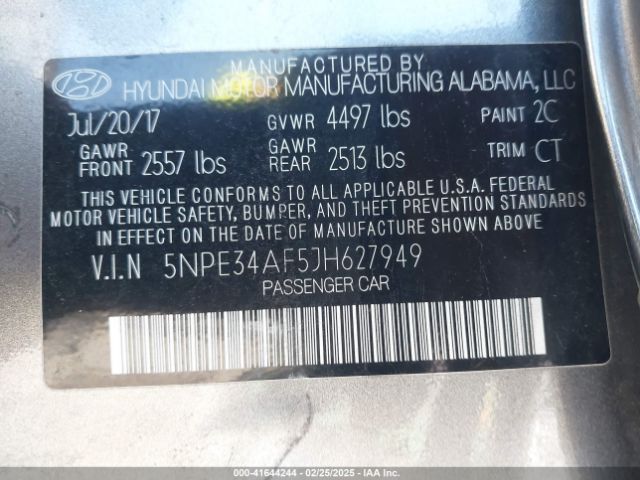 MANUFACTURED BY
HYUNDAI MOTOR MANUFACTURING ALABAMA, LLC
Jul/20/17 GVWR 4497 lbs PAINT 2C
GAWR FRONT 2557 lbs GAWR REAR 2513 lbs TRIM CT
THIS VEHICLE CONFORMS TO ALL APPLICABLE U.S.A. FEDERAL
MOTOR VEHICLE SAFETY, BUMPER, AND THEFT PREVENTION STANDARDS
IN EFFECT ON THE DATE OF MANUFACTURE SHOWN ABOVE
V.I.N 5NPE34AF5JH627949
PASSENGER CAR
000-41644244 - 02/25/2025 - IAAI.COM